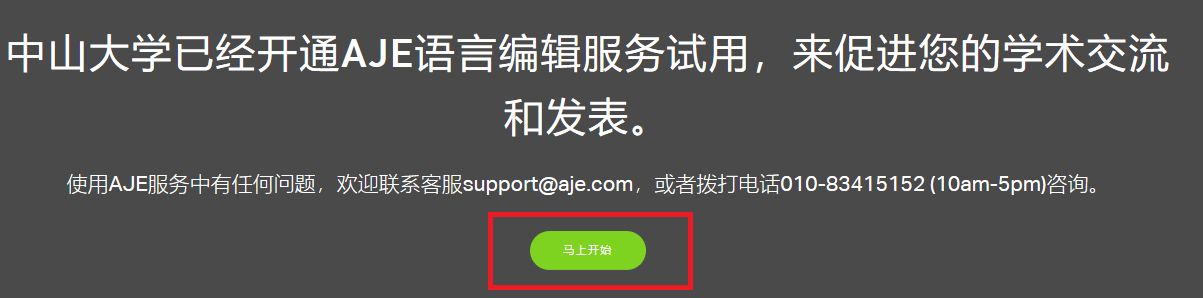 中山大学已经开通AJE语言编辑服务试用，来促进您的学术交流
和发表。
使用AJE服务中有任何问题，欢迎联系客服support@aje.com，或者拨打电话010-83415152 (10am-5pm)咨询。
马上开始